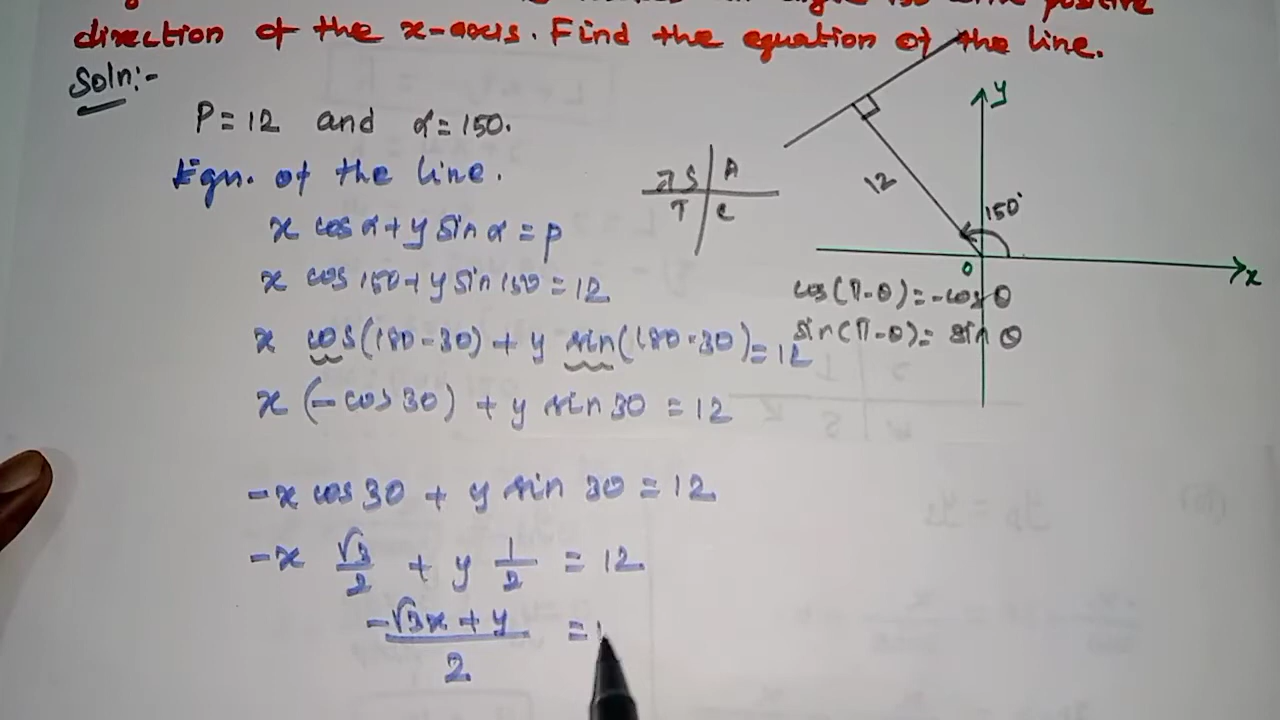 positive
direction of the x-axis. Find the equation of the line.
Soln:-
P = 12 and α = 150.
Eqn. of the line.
x cos α + y sin α = p
x cos 150 + y sin 150 = 12
x cos(180-30) + y sin(180-30) = 12
x (-cos 30) + y sin 30 = 12
-x cos 30 + y sin 30 = 12
-x √3/2 + y 1/2 = 12
-√3x + y / 2 =
S A
T C
y
12
150°
0
x
cos(π-θ) = -cos θ
sin(π-θ) = sin θ